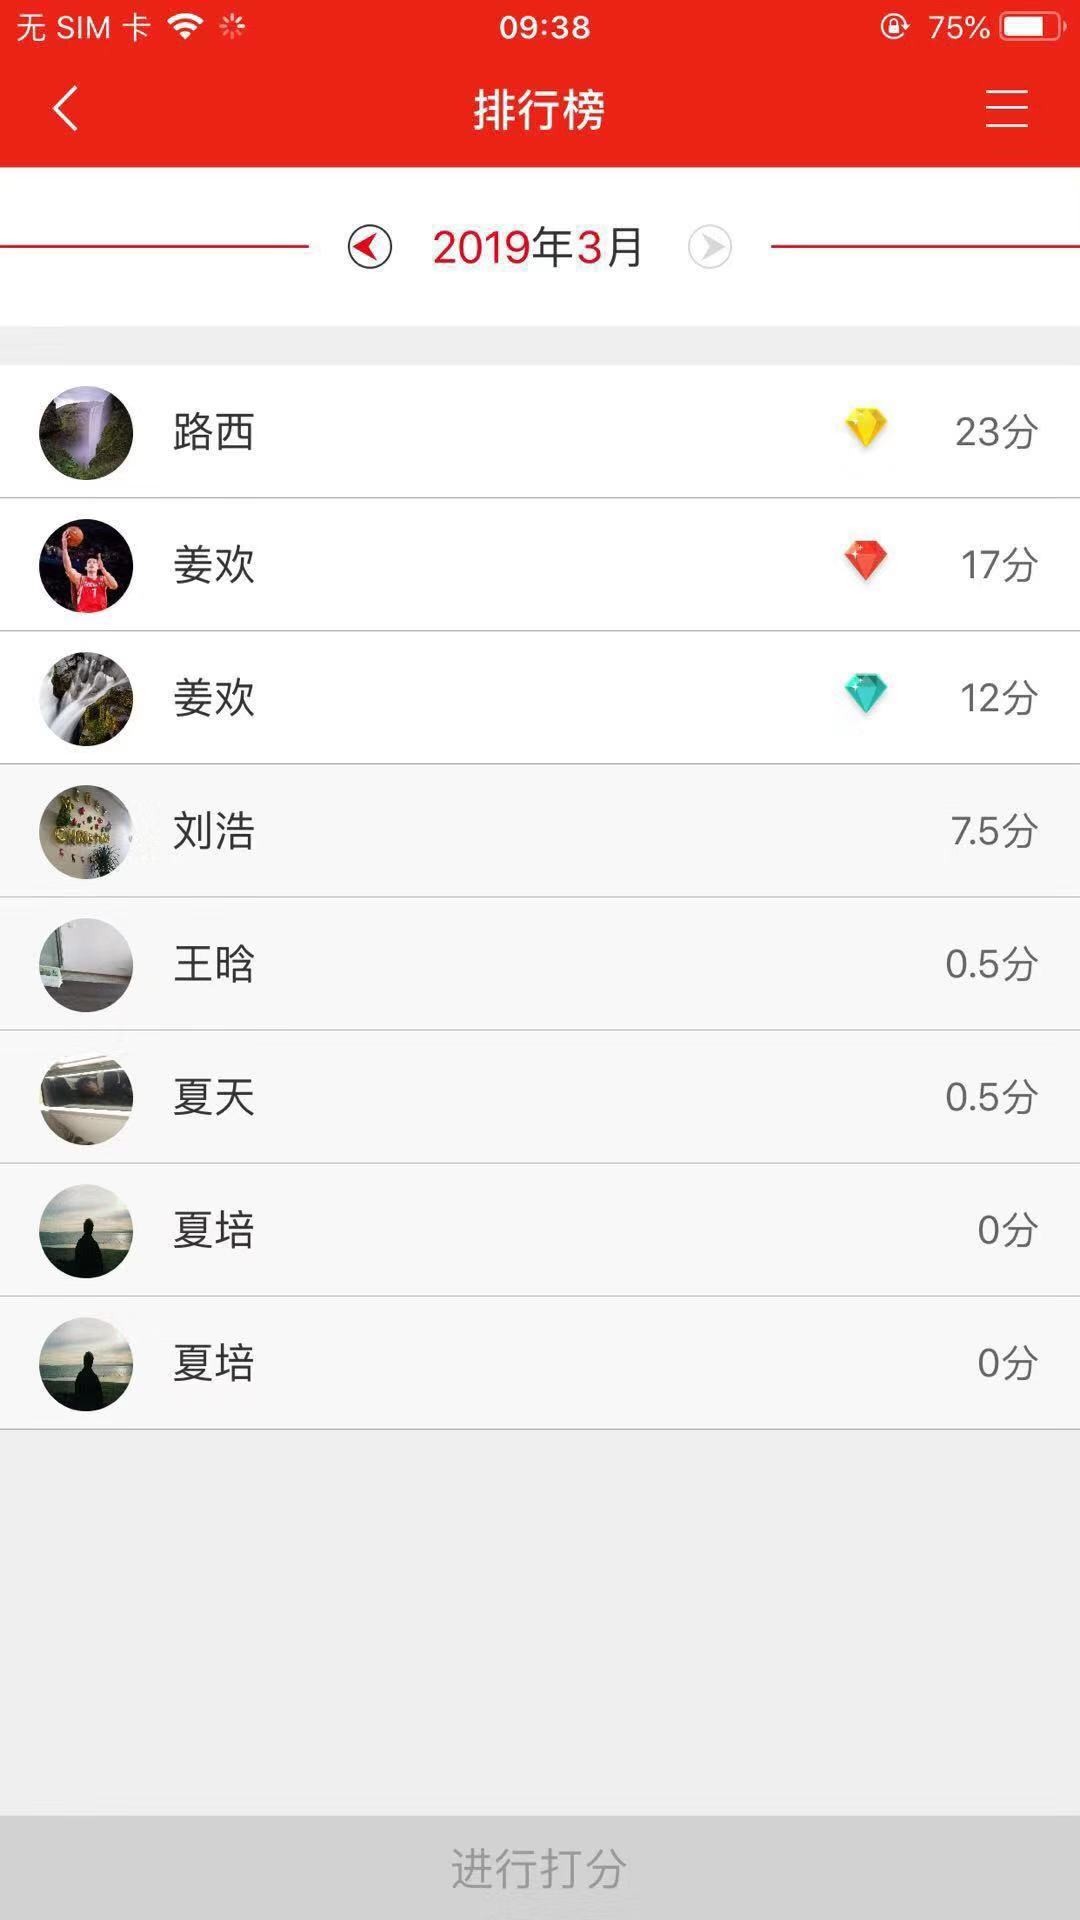 无 SIM 卡 09:38 75%
排行榜
2019年3月
路西 23分
姜欢 17分
姜欢 12分
刘浩 7.5分
王晗 0.5分
夏天 0.5分
夏培 0分
夏培 0分
进行打分